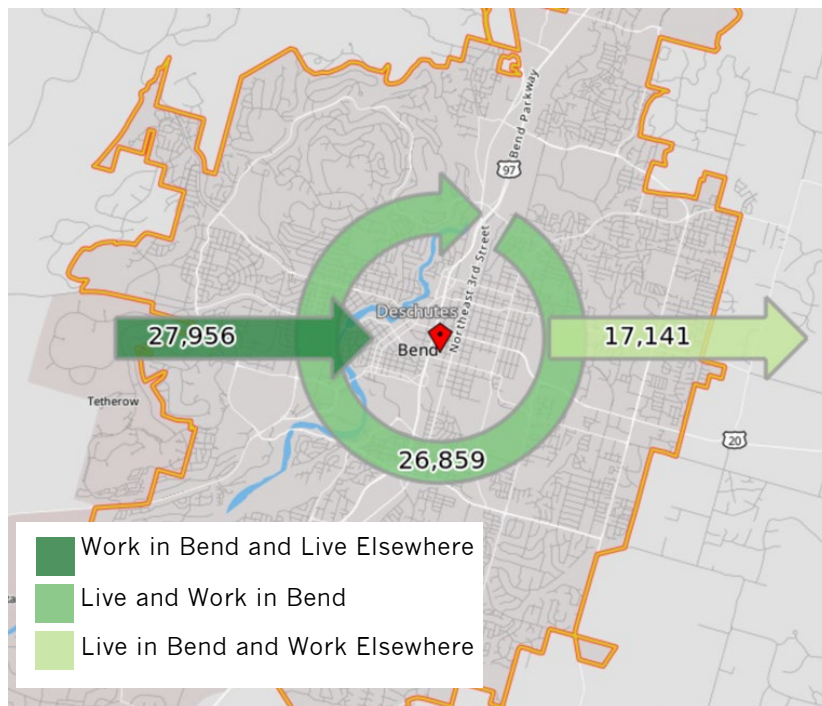 Bend Parkway
97
Northeast 3rd Street
Deschutes
27,956
17,141
Bend
Tetherow
20
26,859
Work in Bend and Live Elsewhere
Live and Work in Bend
Live in Bend and Work Elsewhere